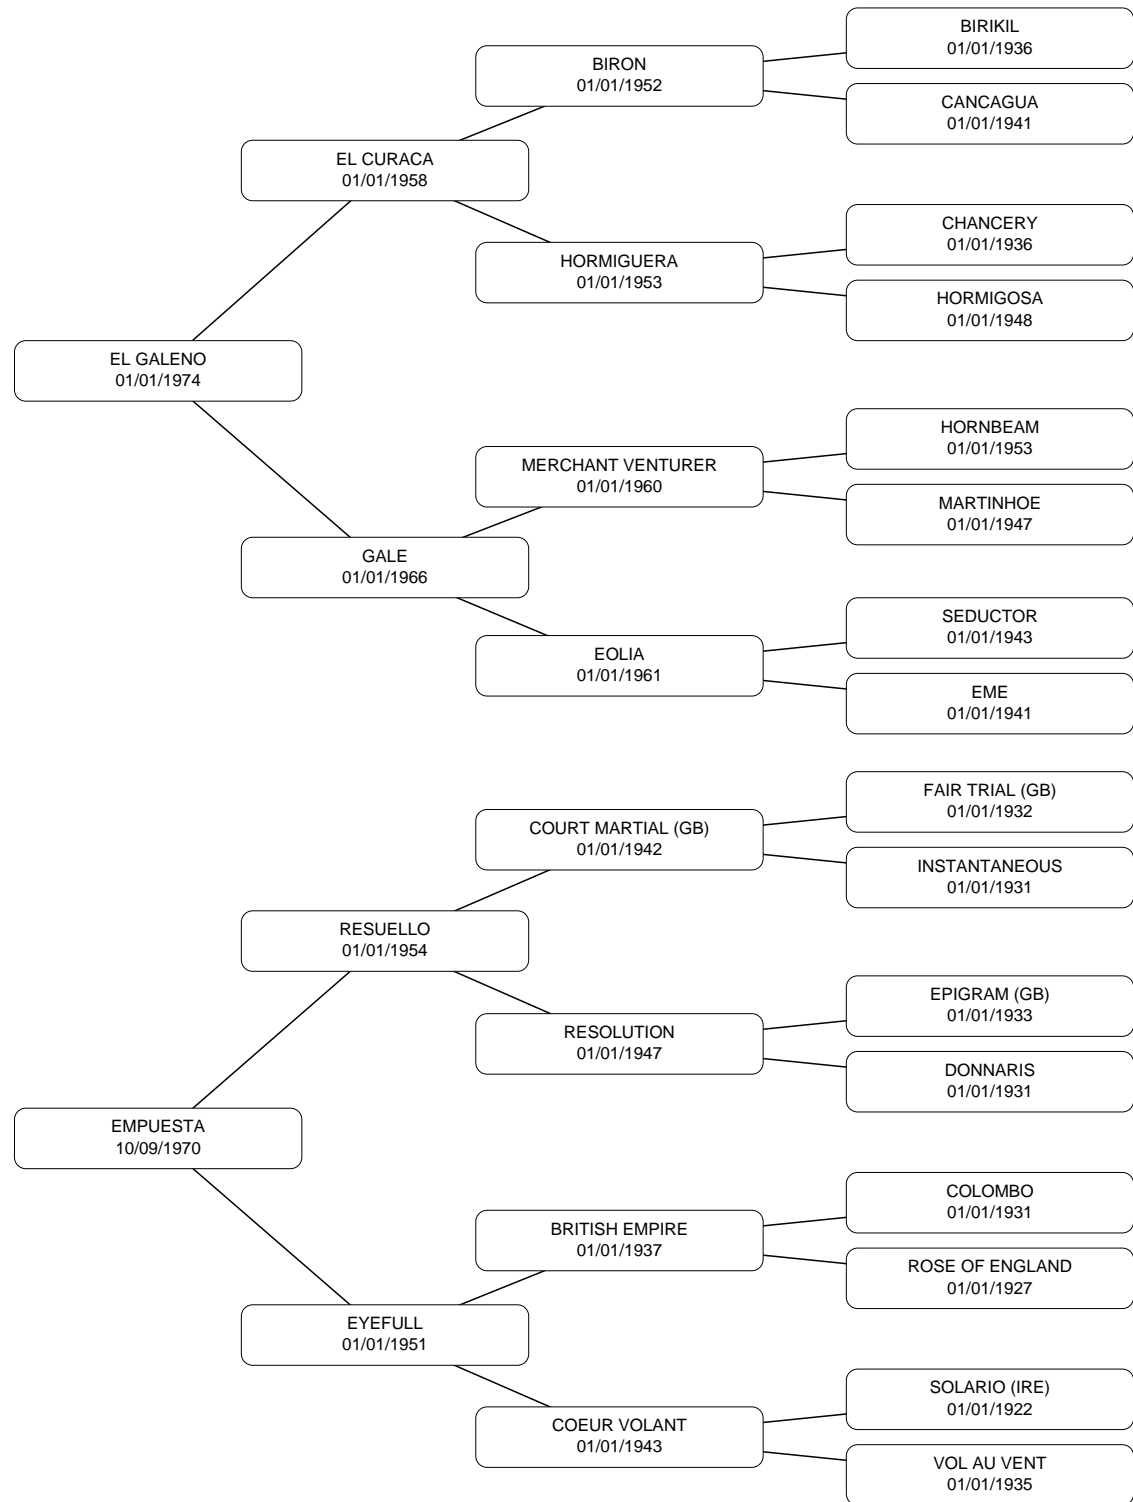 BIRIKIL
01/01/1936
BIRON
01/01/1952
CANCAGUA
01/01/1941
EL CURACA
01/01/1958
CHANCERY
01/01/1936
HORMIGUERA
01/01/1953
HORMIGOSA
01/01/1948
EL GALENO
01/01/1974
HORNBEAM
01/01/1953
MERCHANT VENTURER
01/01/1960
MARTINHOE
01/01/1947
GALE
01/01/1966
SEDUCTOR
01/01/1943
EOLIA
01/01/1961
EME
01/01/1941
FAIR TRIAL (GB)
01/01/1932
COURT MARTIAL (GB)
01/01/1942
INSTANTANEOUS
01/01/1931
RESUELLO
01/01/1954
EPIGRAM (GB)
01/01/1933
RESOLUTION
01/01/1947
DONNARIS
01/01/1931
EMPUESTA
10/09/1970
COLOMBO
01/01/1931
BRITISH EMPIRE
01/01/1937
ROSE OF ENGLAND
01/01/1927
EYEFULL
01/01/1951
SOLARIO (IRE)
01/01/1922
COEUR VOLANT
01/01/1943
VOL AU VENT
01/01/1935